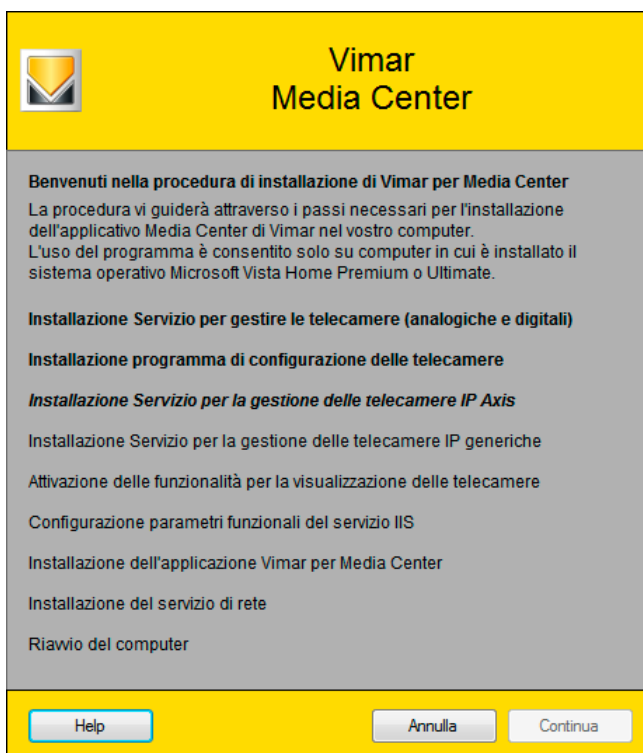 Vimar
Media Center
Benvenuti nella procedura di installazione di Vimar per Media Center
La procedura vi guiderà attraverso i passi necessari per l'installazione
dell'applicativo Media Center di Vimar nel vostro computer.
L'uso del programma è consentito solo su computer in cui è installato il
sistema operativo Microsoft Vista Home Premium o Ultimate.
Installazione Servizio per gestire le telecamere (analogiche e digitali)
Installazione programma di configurazione delle telecamere
Installazione Servizio per la gestione delle telecamere IP Axis
Installazione Servizio per la gestione delle telecamere IP generiche
Attivazione delle funzionalità per la visualizzazione delle telecamere
Configurazione parametri funzionali del servizio IIS
Installazione dell'applicazione Vimar per Media Center
Installazione del servizio di rete
Riavvio del computer
Help
Annulla
Continua